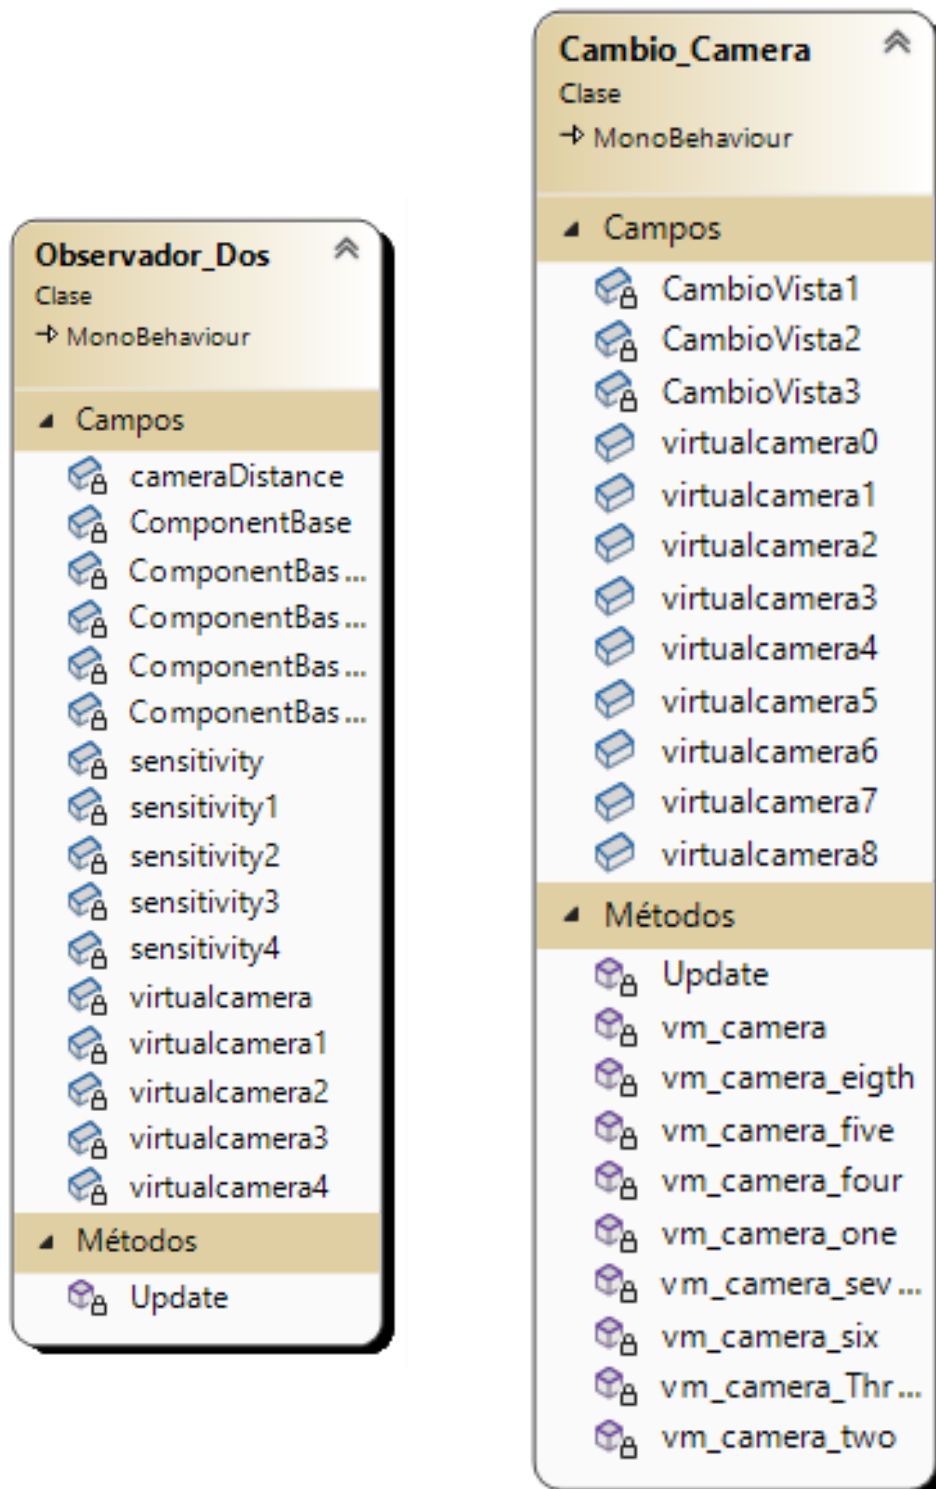 Observador_Dos
Clase
MonoBehaviour
Campos
cameraDistance
ComponentBase
ComponentBas...
ComponentBas...
ComponentBas...
ComponentBas...
sensitivity
sensitivity1
sensitivity2
sensitivity3
sensitivity4
virtualcamera
virtualcamera1
virtualcamera2
virtualcamera3
virtualcamera4
Métodos
Update
Cambio_Camera
Clase
MonoBehaviour
Campos
CambioVista1
CambioVista2
CambioVista3
virtualcamera0
virtualcamera1
virtualcamera2
virtualcamera3
virtualcamera4
virtualcamera5
virtualcamera6
virtualcamera7
virtualcamera8
Métodos
Update
vm_camera
vm_camera_eigth
vm_camera_five
vm_camera_four
vm_camera_one
vm_camera_sev...
vm_camera_six
vm_camera_Thr...
vm_camera_two